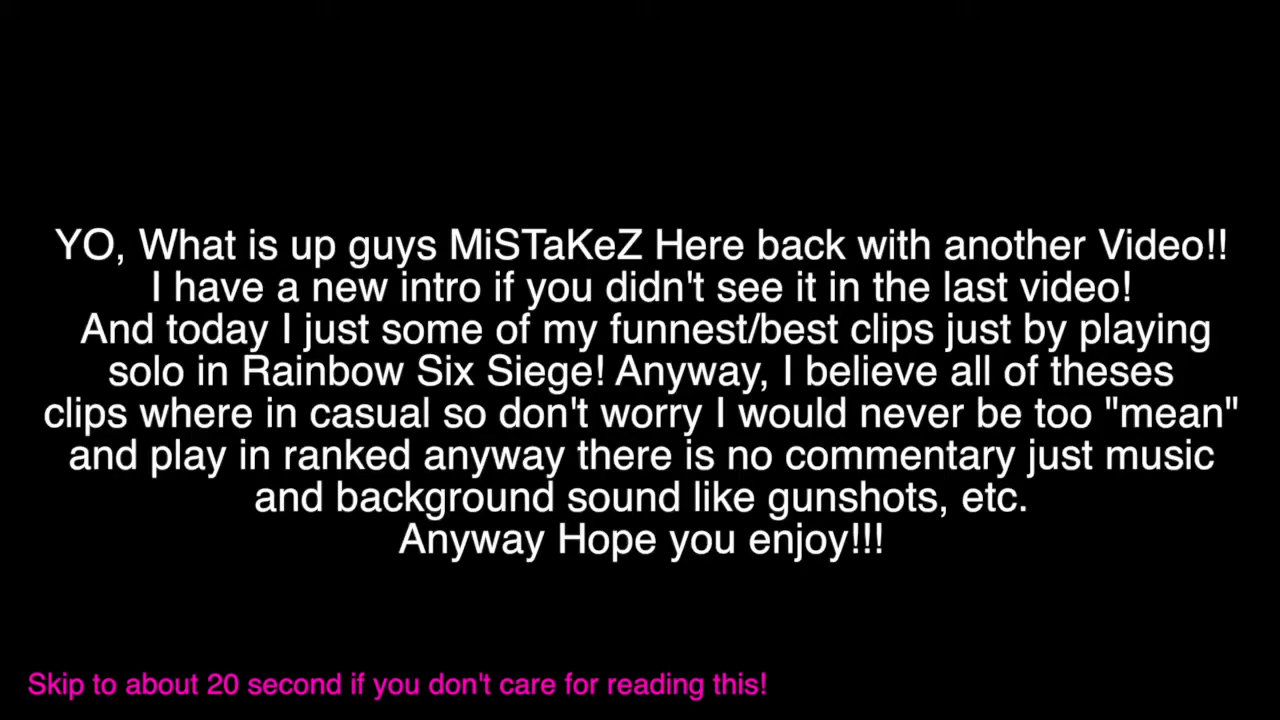 YO, What is up guys MiSTaKeZ Here back with another Video!!
I have a new intro if you didn't see it in the last video!
And today I just some of my funnest/best clips just by playing
solo in Rainbow Six Siege! Anyway, I believe all of theses
clips where in casual so don't worry I would never be too "mean"
and play in ranked anyway there is no commentary just music
and background sound like gunshots, etc.
Anyway Hope you enjoy!!!
Skip to about 20 second if you don't care for reading this!